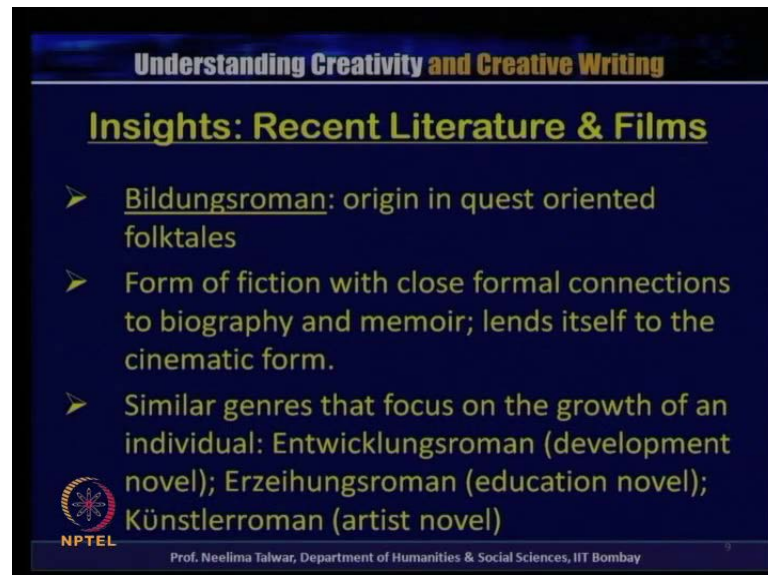 Understanding Creativity and Creative Writing
Insights: Recent Literature & Films
➢ Bildungsroman: origin in quest oriented
folktales
➢ Form of fiction with close formal connections
to biography and memoir; lends itself to the
cinematic form.
➢ Similar genres that focus on the growth of an
individual: Entwicklungsroman (development
novel); Erzeihungsroman (education novel);
Künstlerroman (artist novel)
NPTEL
Prof. Neelima Talwar, Department of Humanities & Social Sciences, IIT Bombay
9